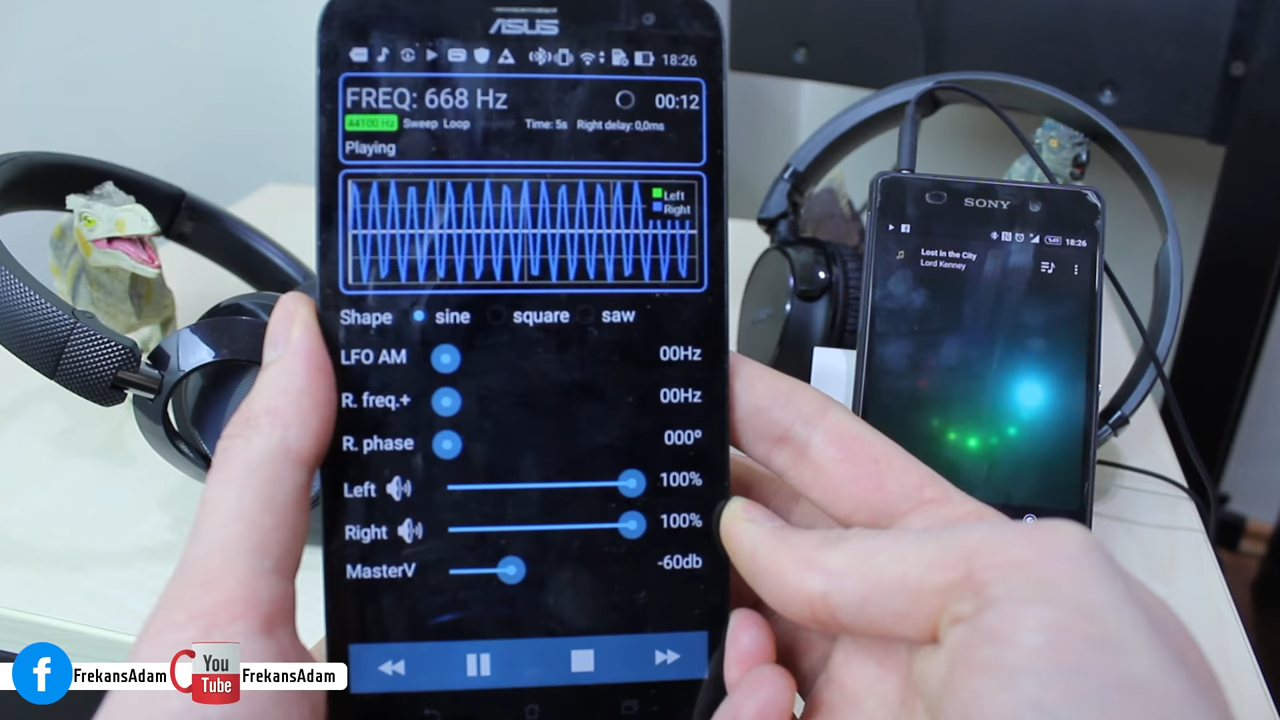 ASUS
18:26
FREQ: 668 Hz
00:12
44100 Hz Sweep Loop Time: 5s Right delay: 0,0ms
Playing
Left
Right
Shape sine square saw
LFO AM 00Hz
R. freq.+ 00Hz
R. phase 000º
Left 100%
Right 100%
MasterV -60db
SONY
18:26
Lost in the City
Lord Kenney
f FrekansAdam You Tube FrekansAdam